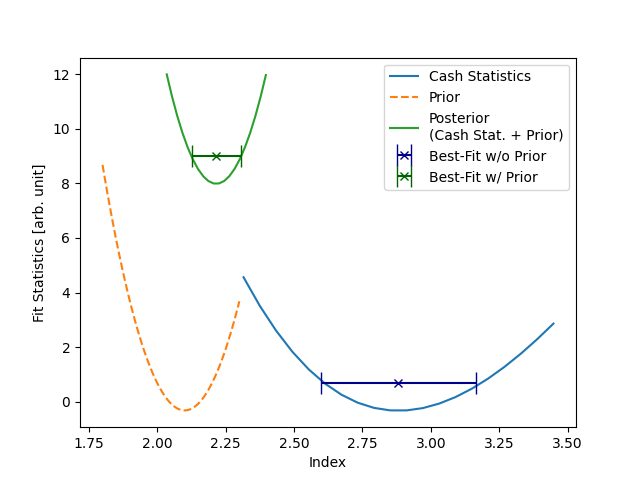 12
10
8
6
4
2
0
Fit Statistics [arb. unit]
1.75
2.00
2.25
2.50
2.75
3.00
3.25
3.50
Index
Cash Statistics
Prior
Posterior
(Cash Stat. + Prior)
Best-Fit w/o Prior
Best-Fit w/ Prior